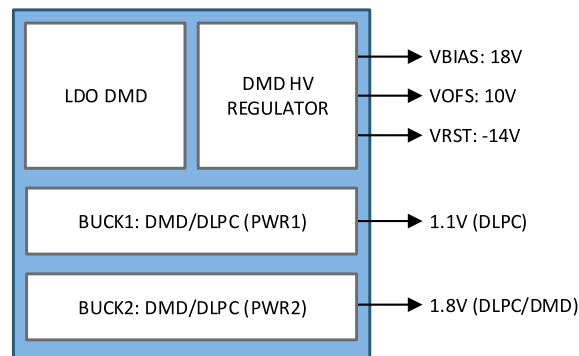 LDO DMD
DMD HV
REGULATOR
VBIAS: 18V
VOFS: 10V
VRST: -14V
BUCK1: DMD/DLPC (PWR1)
1.1V (DLPC)
BUCK2: DMD/DLPC (PWR2)
1.8V (DLPC/DMD)